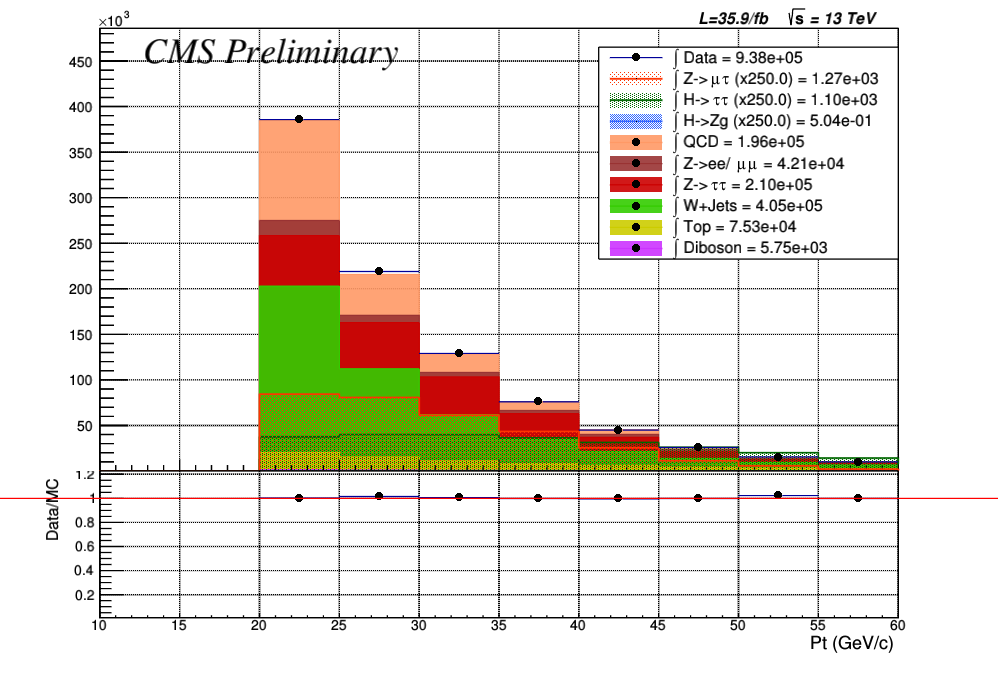 ×10³
L=35.9/fb √s = 13 TeV
CMS Preliminary
450
400
350
300
250
200
150
100
50
∫ Data = 9.38e+05
∫ Z->μτ (x250.0) = 1.27e+03
∫ H->ττ (x250.0) = 1.10e+03
∫ H->Zg (x250.0) = 5.04e-01
∫ QCD = 1.96e+05
∫ Z->ee/ μμ = 4.21e+04
∫ Z->ττ = 2.10e+05
∫ W+Jets = 4.05e+05
∫ Top = 7.53e+04
∫ Diboson = 5.75e+03
Data/MC
1.2
1
0.8
0.6
0.4
0.2
10 15 20 25 30 35 40 45 50 55 60
Pt (GeV/c)